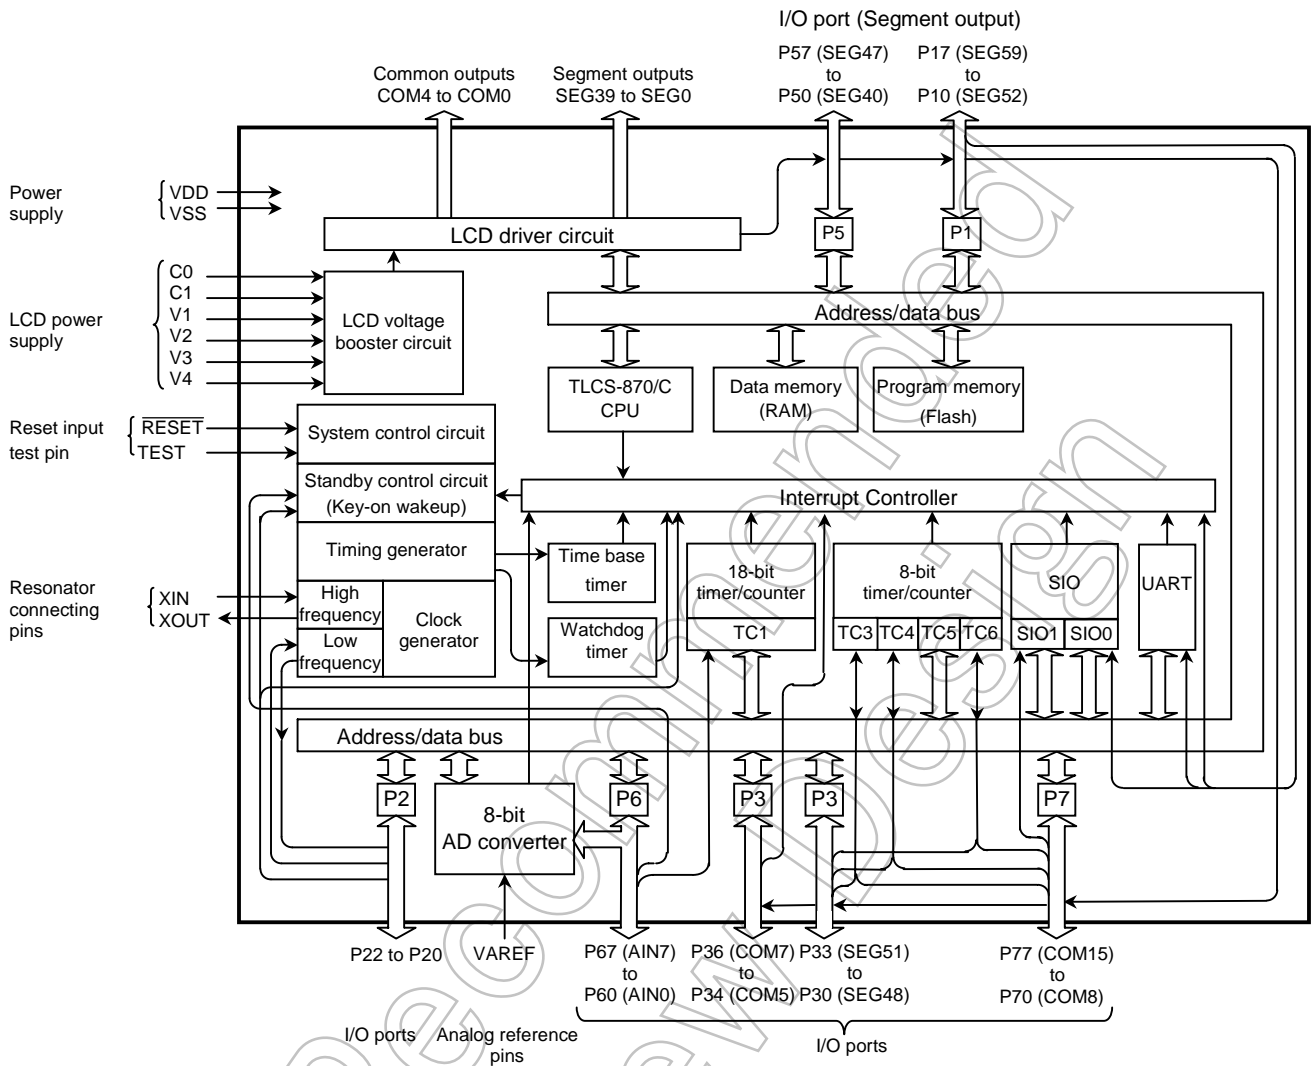 I/O port (Segment output)
P57 (SEG47)
to
P50 (SEG40)
P17 (SEG59)
to
P10 (SEG52)
Common outputs
COM4 to COM0
Segment outputs
SEG39 to SEG0
Power
supply
VDD
VSS
LCD driver circuit
P5
P1
LCD power
supply
C0
C1
V1
V2
V3
V4
LCD voltage
booster circuit
Address/data bus
TLCS-870/C
CPU
Data memory
(RAM)
Program memory
(Flash)
Reset input
test pin
RESET
TEST
System control circuit
Standby control circuit
(Key-on wakeup)
Interrupt Controller
Timing generator
Time base
timer
18-bit
timer/counter
TC1
8-bit
timer/counter
TC3
TC4
TC5
TC6
SIO
SIO1
SIO0
UART
Resonator
connecting
pins
XIN
XOUT
High
frequency
Low
frequency
Clock
generator
Watchdog
timer
Address/data bus
P2
8-bit
AD converter
P6
P3
P3
P7
P22 to P20
VAREF
P67 (AIN7)
to
P60 (AIN0)
P36 (COM7)
to
P34 (COM5)
P33 (SEG51)
to
P30 (SEG48)
P77 (COM15)
to
P70 (COM8)
I/O ports
Analog reference
pins
I/O ports
Recommended
New Design